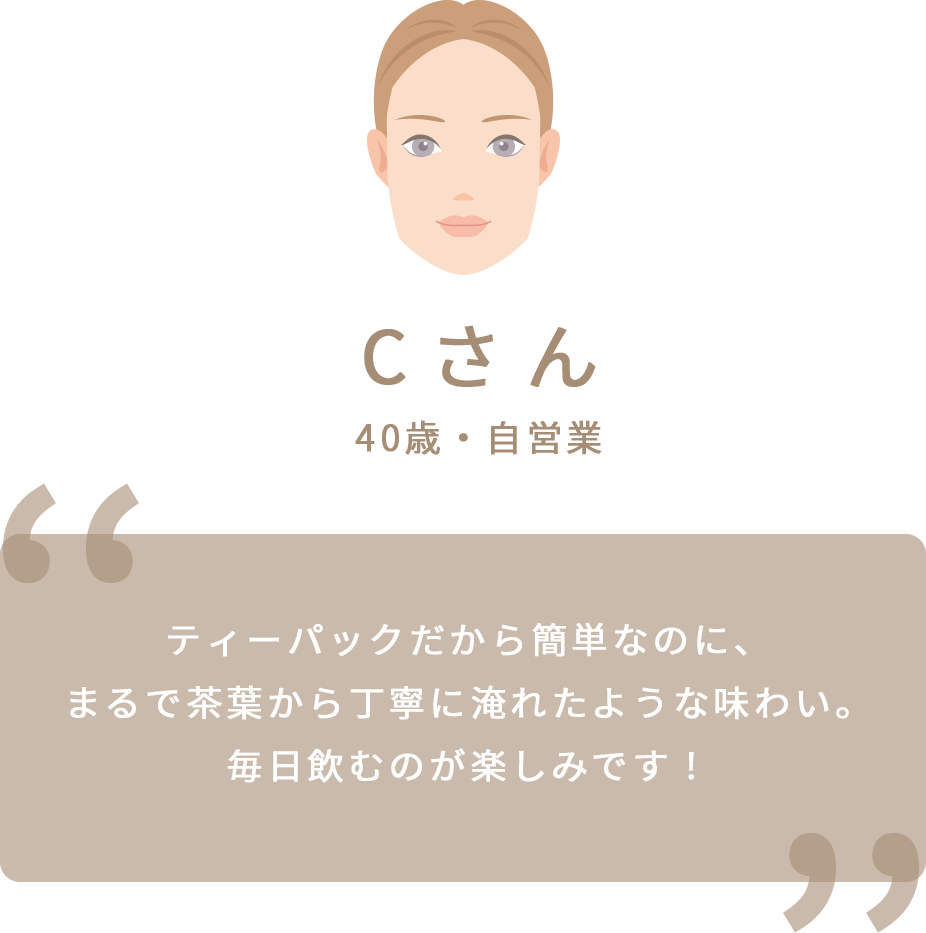 Cさん
40歳・自営業
ティーパックだから簡単なのに、
まるで茶葉から丁寧に淹れたような味わい。
毎日飲むのが楽しみです！